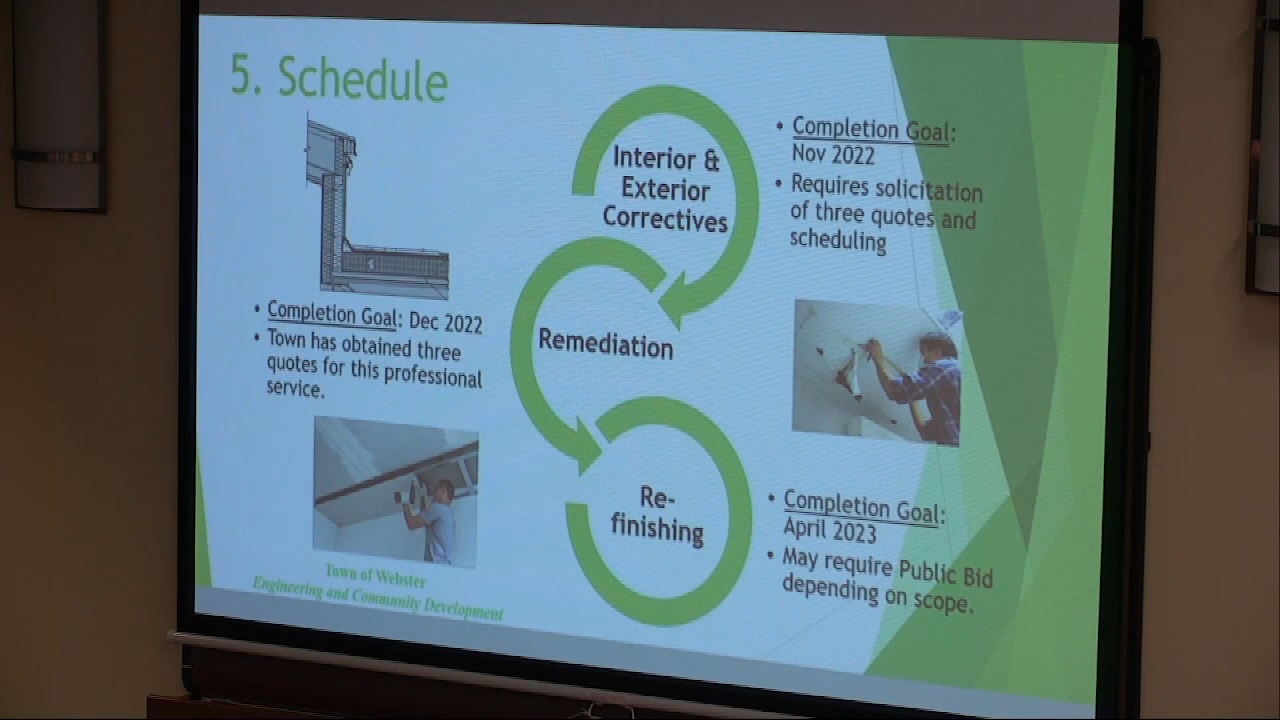 5. Schedule
Interior &
Exterior
Correctives
• Completion Goal:
Nov 2022
• Requires solicitation
of three quotes and
scheduling
Remediation
• Completion Goal: Dec 2022
• Town has obtained three
quotes for this professional
service.
Re-
finishing
• Completion Goal:
April 2023
• May require Public Bid
depending on scope.
Town of Webster
Engineering and Community Development